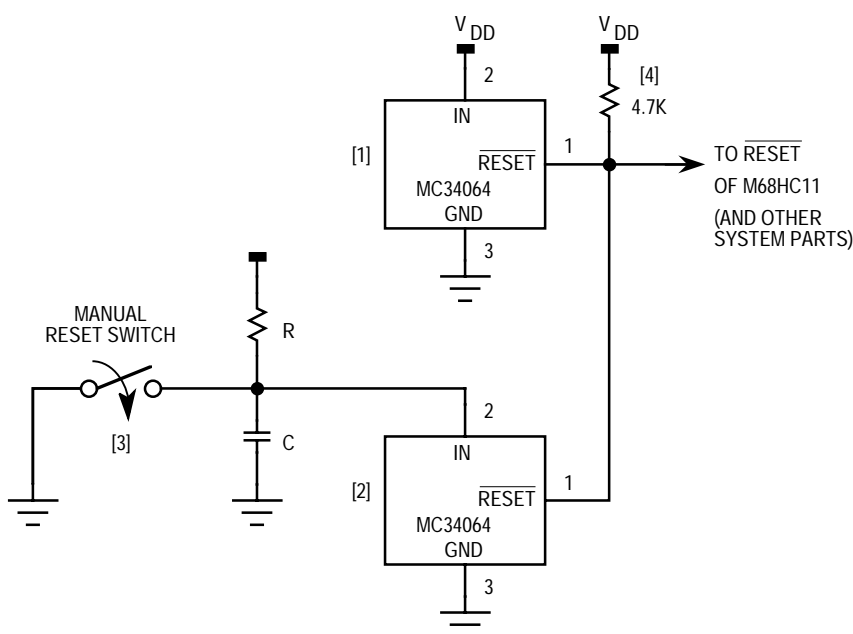 V DD
V DD
2
[4]
4.7K
IN
[1]
RESET
1
TO RESET
OF M68HC11
(AND OTHER
SYSTEM PARTS)
MC34064
GND
3
MANUAL
RESET SWITCH
R
[3]
C
2
IN
[2]
RESET
1
MC34064
GND
3